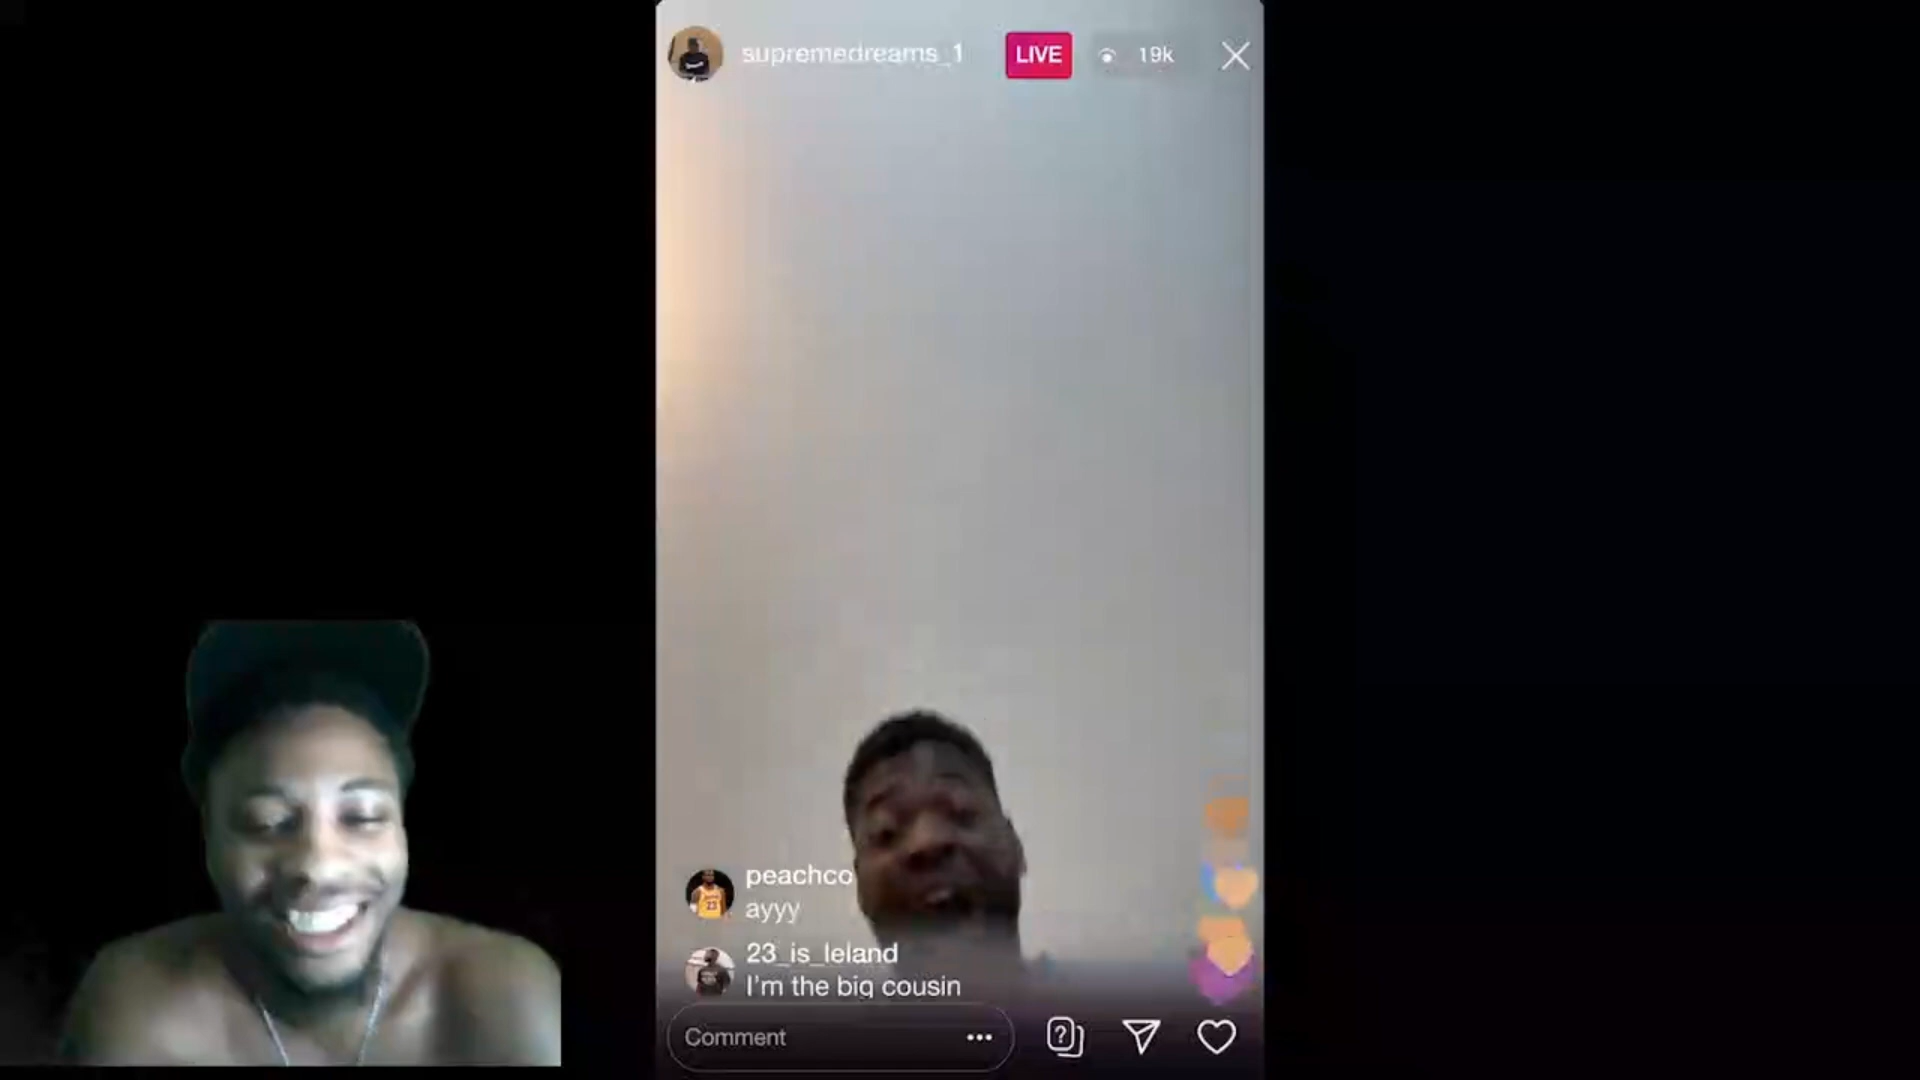 supremedreams_1 LIVE 19k
peachco
ayyy
23_is_leland
I'm the big cousin
Comment